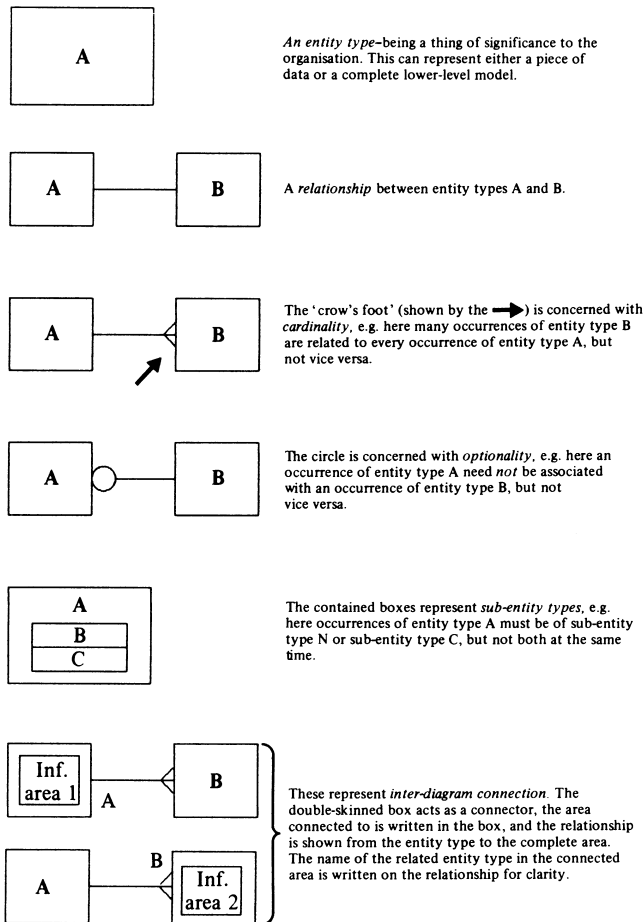 A
An entity type–being a thing of significance to the
organisation. This can represent either a piece of
data or a complete lower-level model.
A
B
A relationship between entity types A and B.
A
B
The ‘crow's foot’ (shown by the ) is concerned with
cardinality, e.g. here many occurrences of entity type B
are related to every occurrence of entity type A, but
not vice versa.
A
B
The circle is concerned with optionality, e.g. here an
occurrence of entity type A need not be associated
with an occurrence of entity type B, but not
vice versa.
A
B
C
The contained boxes represent sub-entity types, e.g.
here occurrences of entity type A must be of sub-entity
type N or sub-entity type C, but not both at the same
time.
Inf.
area 1
A
B
A
B
Inf.
area 2
These represent inter-diagram connection. The
double-skinned box acts as a connector, the area
connected to is written in the box, and the relationship
is shown from the entity type to the complete area.
The name of the related entity type in the connected
area is written on the relationship for clarity.